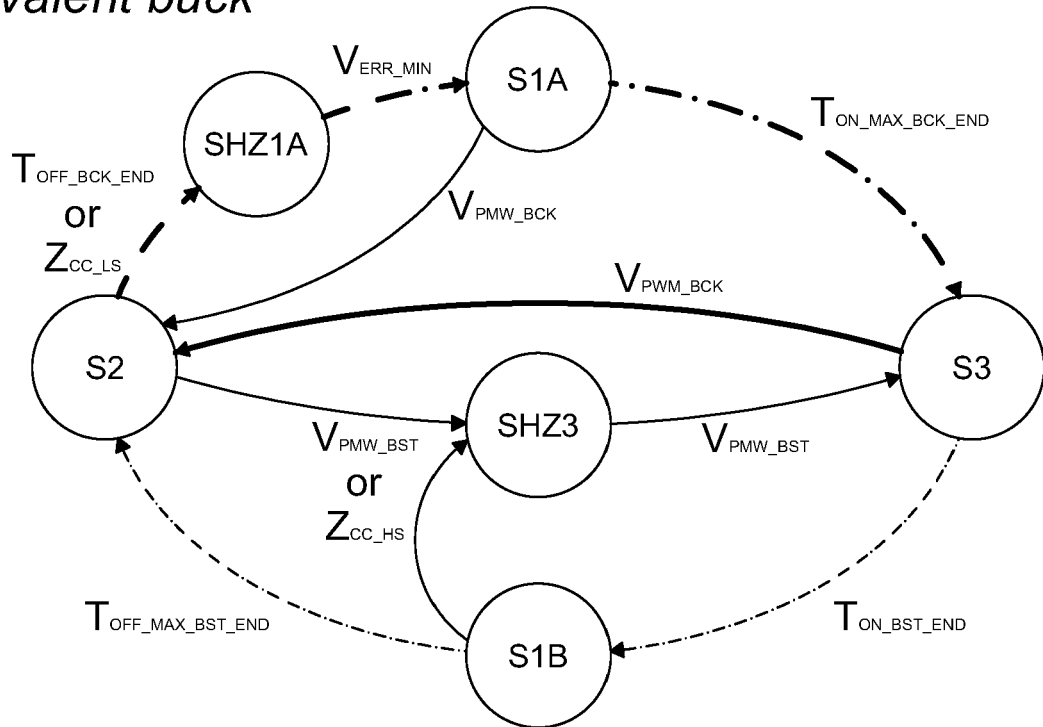 valent buck
VERR_MIN
S1A
SHZ1A
TON_MAX_BCK_END
TOFF_BCK_END
or
ZCC_LS
VPMW_BCK
VPWM_BCK
S2
S3
SHZ3
VPMW_BST
VPMW_BST
or
ZCC_HS
TOFF_MAX_BST_END
TON_BST_END
S1B